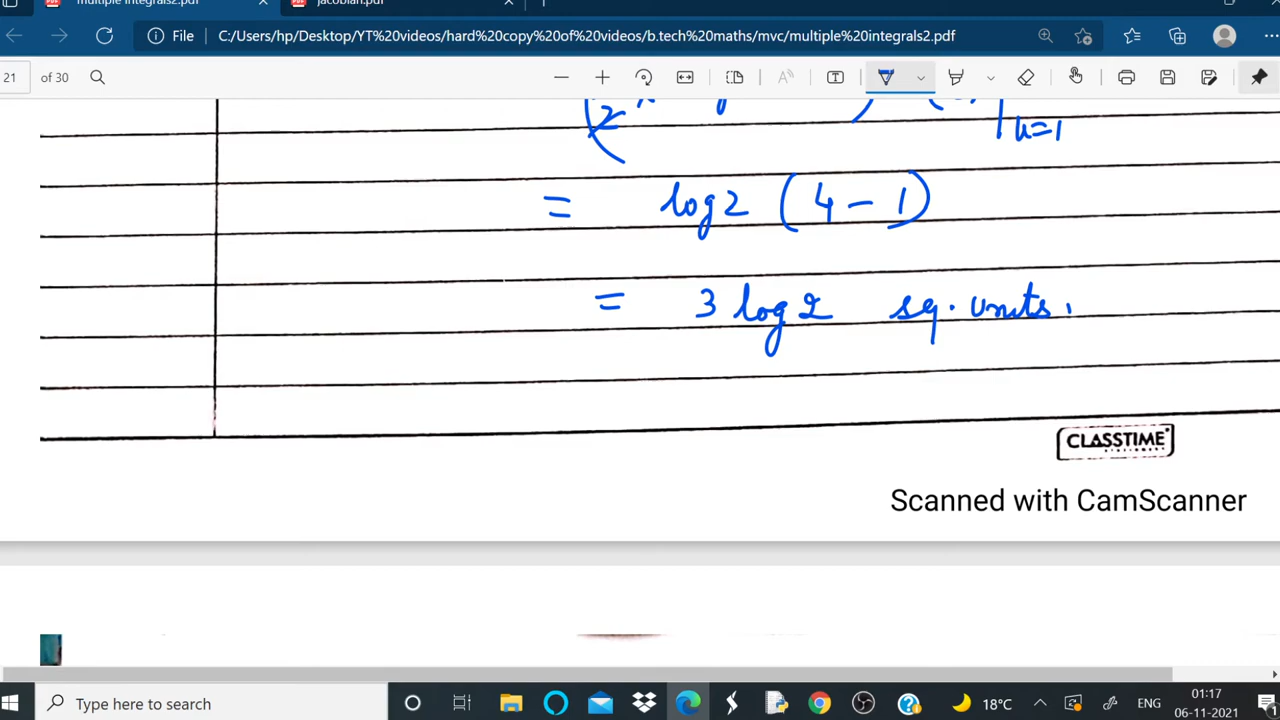 multiple integrals2.pdf
jacobian.pdf
File C:/Users/hp/Desktop/YT%20videos/hard%20copy%20of%20videos/b.tech%20maths/mvc/multiple%20integrals2.pdf
21 of 30
2
u=1
= log2 (4 - 1)
= 3 log 2 sq. units.
CLASSTIME
Scanned with CamScanner
Type here to search
18°C ENG 01:17
06-11-2021